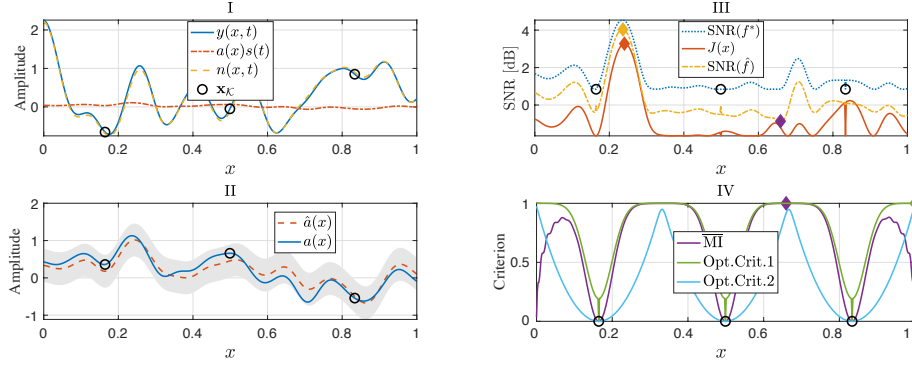 I
Amplitude
2
1
0
0
0.2
0.4
0.6
0.8
1
x
y(x, t)
a(x)s(t)
n(x, t)
x_𝒦
III
SNR [dB]
4
2
0
0
0.2
0.4
0.6
0.8
1
x
SNR(f*)
J(x)
SNR(f̂)
II
Amplitude
2
1
0
-1
0
0.2
0.4
0.6
0.8
1
x
â(x)
a(x)
IV
Criterion
1
0.5
0
0
0.2
0.4
0.6
0.8
1
x
M̅I̅
Opt.Crit.1
Opt.Crit.2